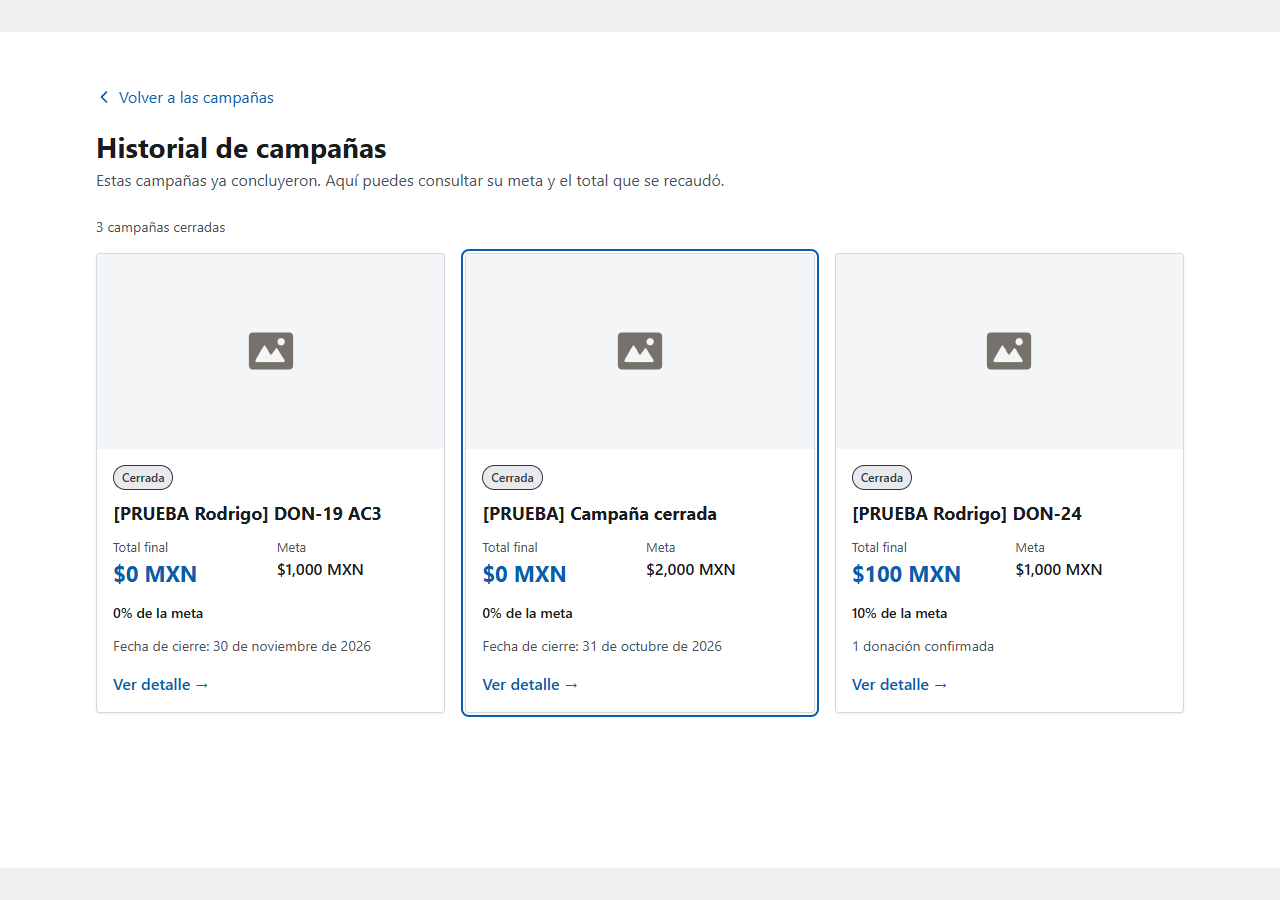 Volver a las campañas
Historial de campañas
Estas campañas ya concluyeron. Aquí puedes consultar su meta y el total que se recaudó.
3 campañas cerradas
Cerrada
[PRUEBA Rodrigo] DON-19 AC3
Total final
Meta
$0 MXN
$1,000 MXN
0% de la meta
Fecha de cierre: 30 de noviembre de 2026
Ver detalle →
Cerrada
[PRUEBA] Campaña cerrada
Total final
Meta
$0 MXN
$2,000 MXN
0% de la meta
Fecha de cierre: 31 de octubre de 2026
Ver detalle →
Cerrada
[PRUEBA Rodrigo] DON-24
Total final
Meta
$100 MXN
$1,000 MXN
10% de la meta
1 donación confirmada
Ver detalle →